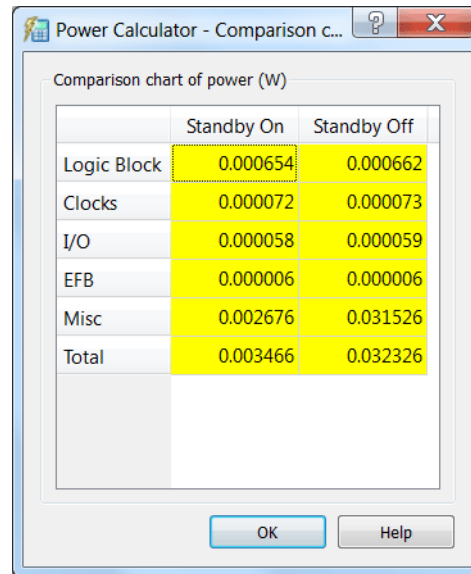 Power Calculator - Comparison c...
Comparison chart of power (W)
Standby On Standby Off
Logic Block 0.000654 0.000662
Clocks 0.000072 0.000073
I/O 0.000058 0.000059
EFB 0.000006 0.000006
Misc 0.002676 0.031526
Total 0.003466 0.032326
OK Help